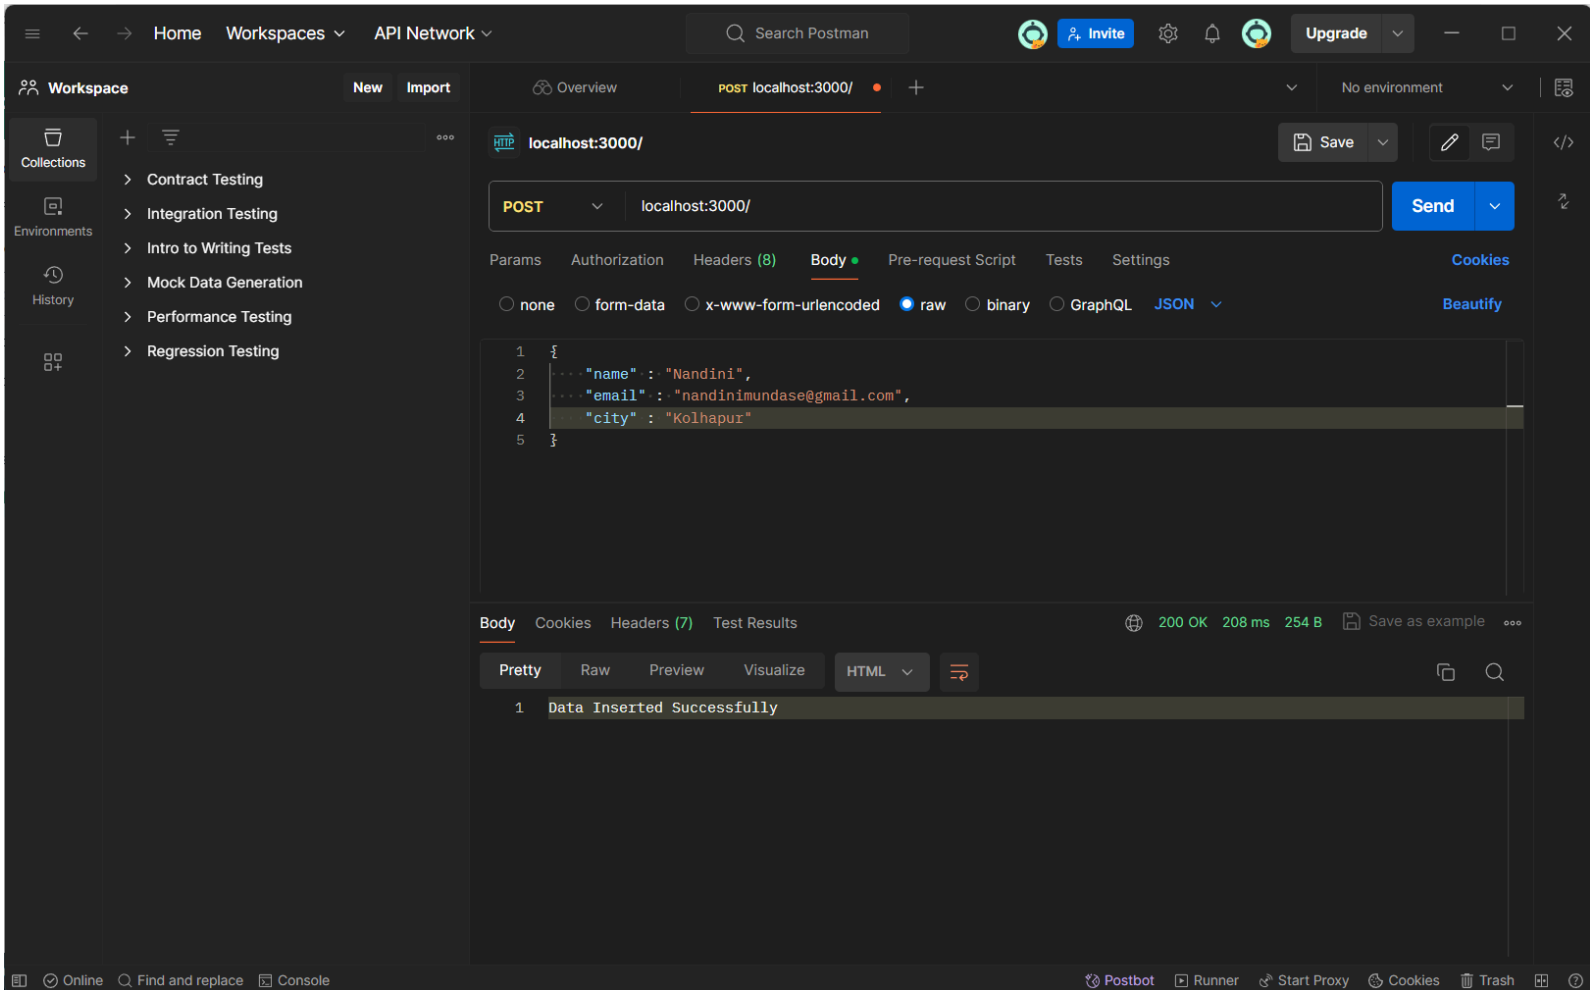 Home Workspaces API Network Search Postman Invite Upgrade
Workspace New Import Overview POST localhost:3000/ No environment
HTTP localhost:3000/ Save
Collections
Environments
History
Contract Testing
Integration Testing
Intro to Writing Tests
Mock Data Generation
Performance Testing
Regression Testing
POST localhost:3000/ Send
Params Authorization Headers (8) Body Pre-request Script Tests Settings Cookies
none form-data x-www-form-urlencoded raw binary GraphQL JSON Beautify
1 {
2 "name" : "Nandini",
3 "email" : "nandinimundase@gmail.com",
4 "city" : "Kolhapur"
5 }
Body Cookies Headers (7) Test Results 200 OK 208 ms 254 B Save as example
Pretty Raw Preview Visualize HTML
1 Data Inserted Successfully
Online Find and replace Console Postbot Runner Start Proxy Cookies Trash